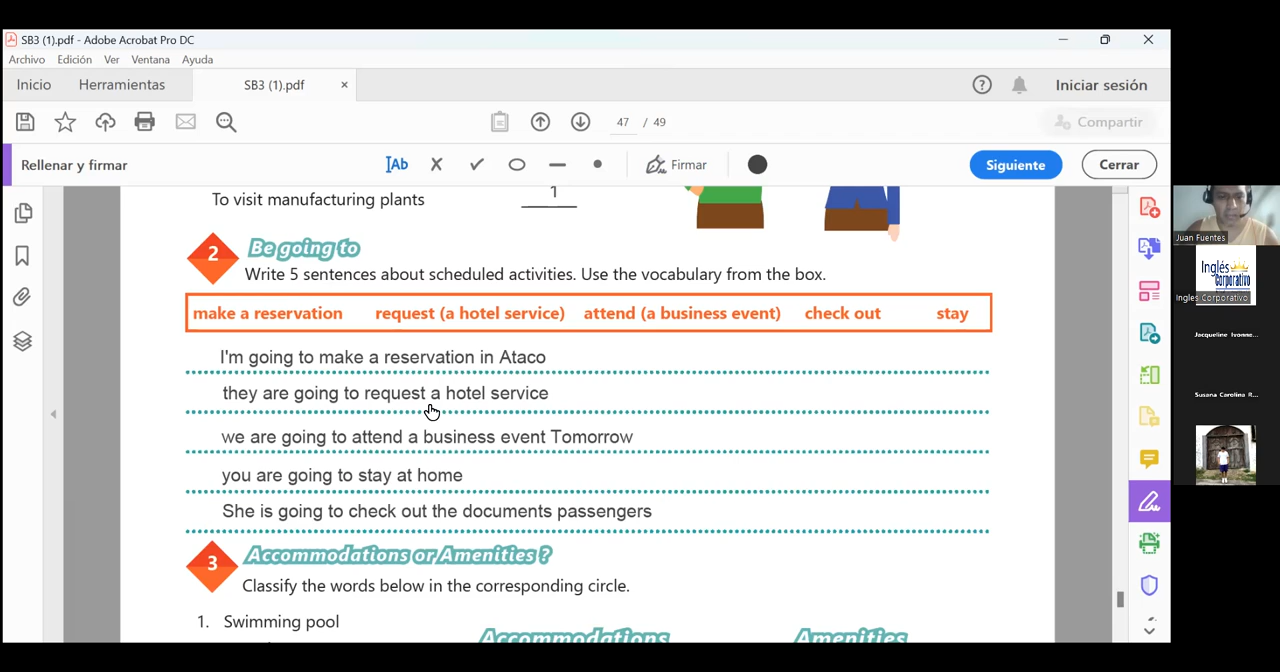 SB3 (1).pdf - Adobe Acrobat Pro DC
Archivo Edición Ver Ventana Ayuda
Inicio Herramientas SB3 (1).pdf × Iniciar sesión
47 / 49 Compartir
Rellenar y firmar Ab Firmar Siguiente Cerrar
To visit manufacturing plants 1
2 Be going to
Write 5 sentences about scheduled activities. Use the vocabulary from the box.
make a reservation request (a hotel service) attend (a business event) check out stay
I'm going to make a reservation in Ataco
they are going to request a hotel service
we are going to attend a business event Tomorrow
you are going to stay at home
She is going to check out the documents passengers
3 Accommodations or Amenities ?
Classify the words below in the corresponding circle.
1. Swimming pool
Accommodations Amenities
Juan Fuentes
Inglés Corporativo
Ingles Corporativo
Jacqueline Ivonne...
Susana Carolina R...